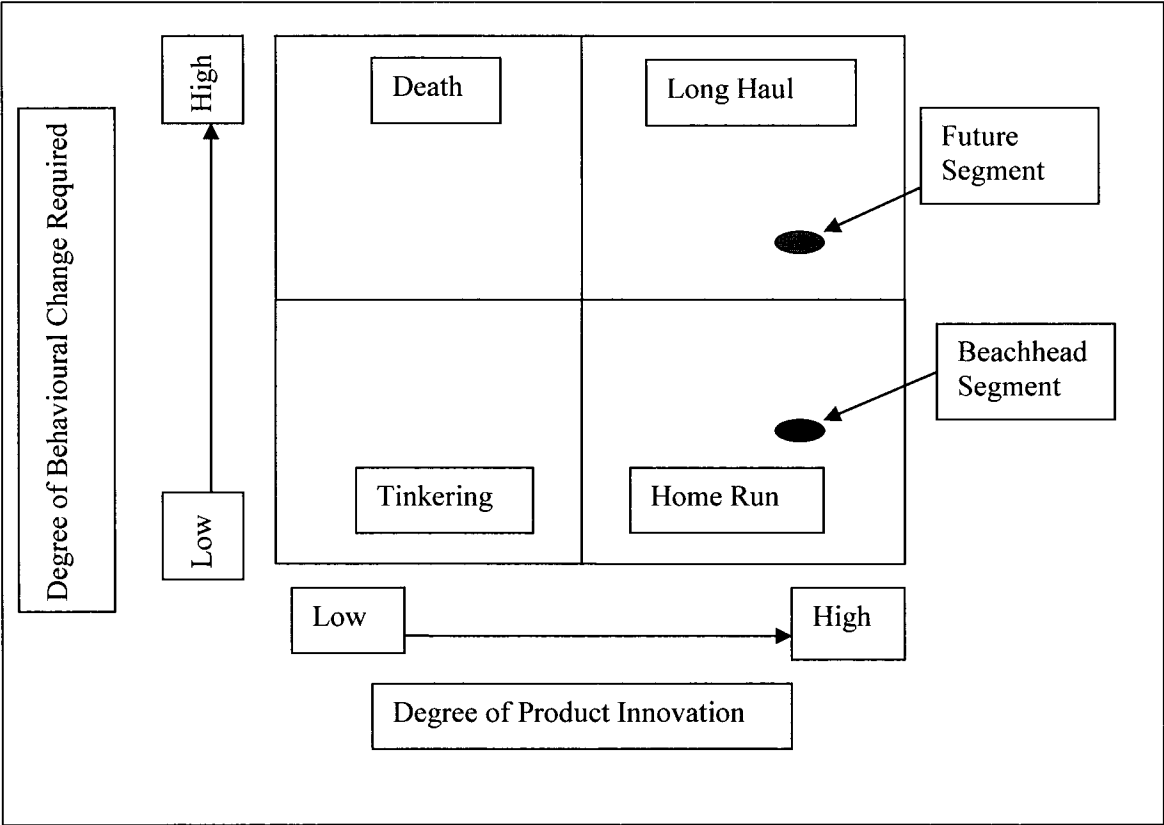 High
Death
Long Haul
Future
Segment
Degree of Behavioural Change Required
Beachhead
Segment
Tinkering
Home Run
Low
Low
High
Degree of Product Innovation